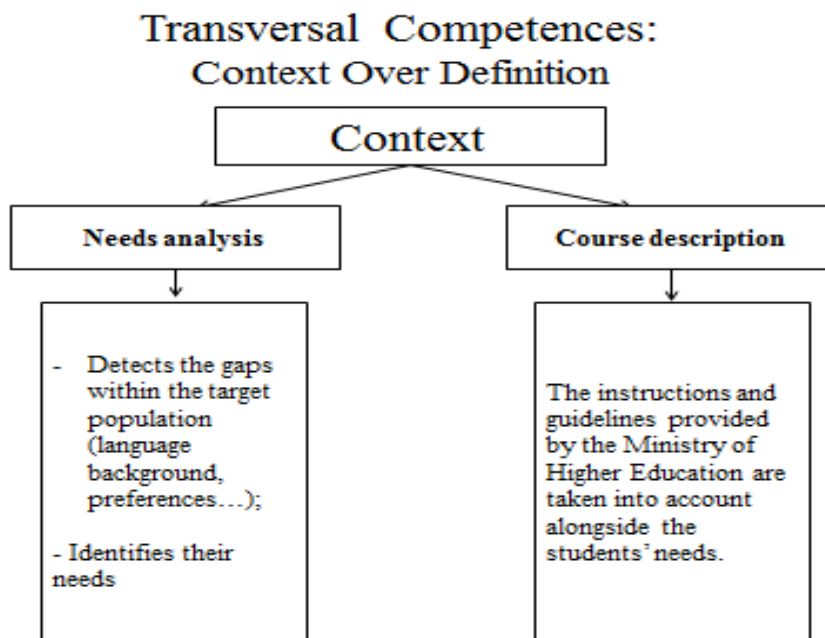 Transversal Competences:
Context Over Definition
Context
Needs analysis
- Detects the gaps
within the target
population
(language
background,
preferences…);
- Identifies their
needs
Course description
The instructions and
guidelines provided
by the Ministry of
Higher Education are
taken into account
alongside the
students’ needs.